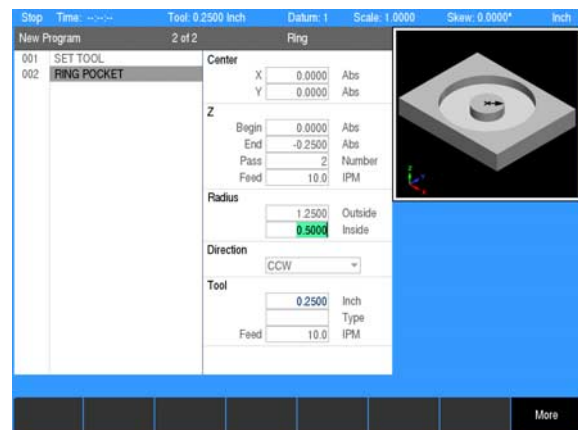 Stop Time: --:--:-- Tool: 0.2500 Inch Datum: 1 Scale: 1.0000 Skew: 0.0000° Inch
New Program 2 of 2 Ring
001 SET TOOL
002 RING POCKET
Center
X 0.0000 Abs
Y 0.0000 Abs
Z
Begin 0.0000 Abs
End -0.2500 Abs
Pass 2 Number
Feed 10.0 IPM
Radius
1.2500 Outside
0.5000 Inside
Direction
CCW
Tool
0.2500 Inch
Type
Feed 10.0 IPM
More